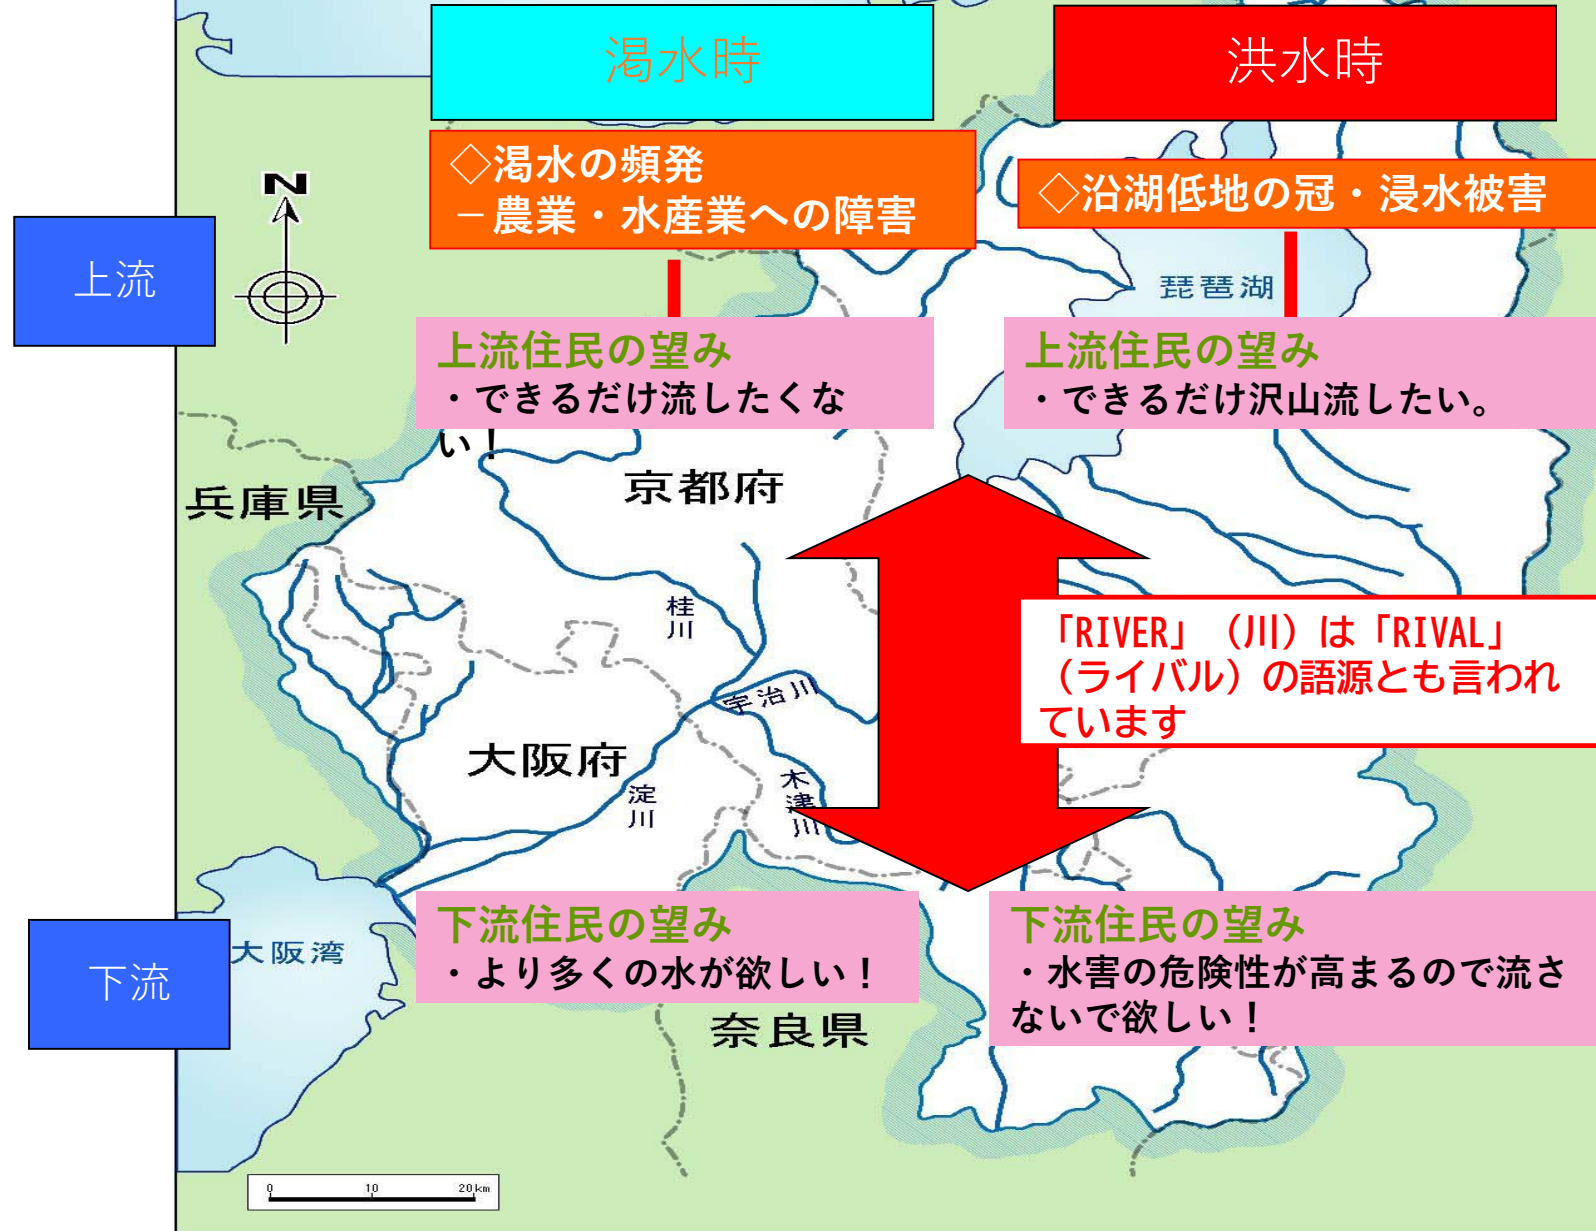 渇水時
洪水時
◇渇水の頻発
－農業・水産業への障害
◇沿湖低地の冠・浸水被害
N
上流
琵琶湖
上流住民の望み
・できるだけ流したくな
い！
上流住民の望み
・できるだけ沢山流したい。
兵庫県
京都府
桂川
「RIVER」（川）は「RIVAL」
（ライバル）の語源とも言われ
ています
宇治川
大阪府
淀川
木津川
下流住民の望み
・より多くの水が欲しい！
下流住民の望み
・水害の危険性が高まるので流さ
ないで欲しい！
大阪湾
下流
奈良県
0 10 20km